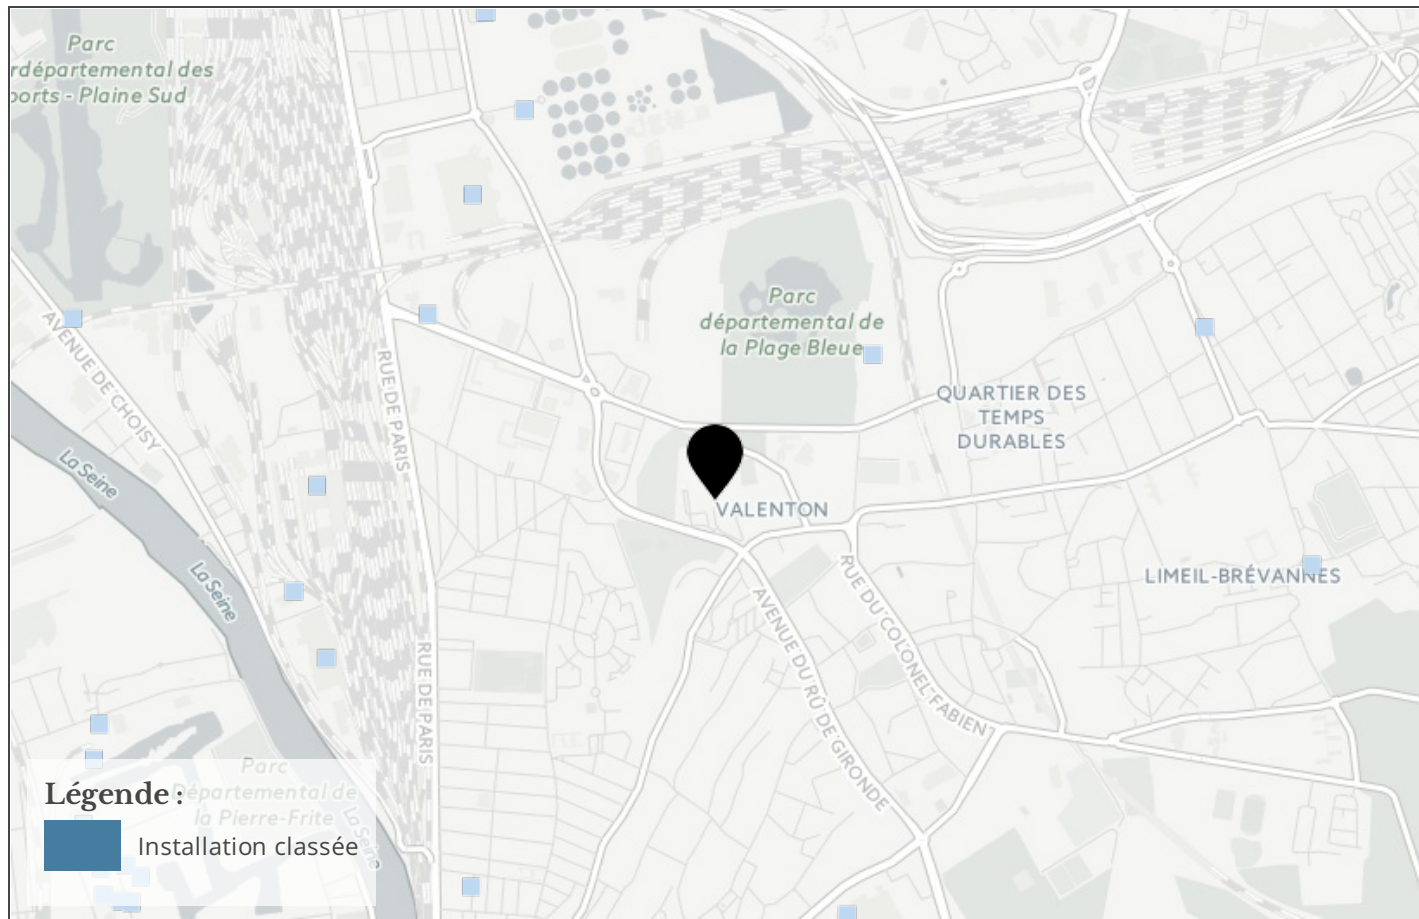 Parc
rdépartemental des
ports - Plaine Sud
Parc
départemental de
la Plage Bleue
AVENUE DE CHOISY
RUE DE PARIS
QUARTIER DES
TEMPS
DURABLES
La Seine
VALENTON
La Seine
RUE DU COLONEL FABIEN
LIMEIL-BRÉVANNES
AVENUE DU RÛ DE GIRONDE
RUE DE PARIS
Parc
départemental de
la Pierre-Frite
La Seine
Légende :
Installation classée